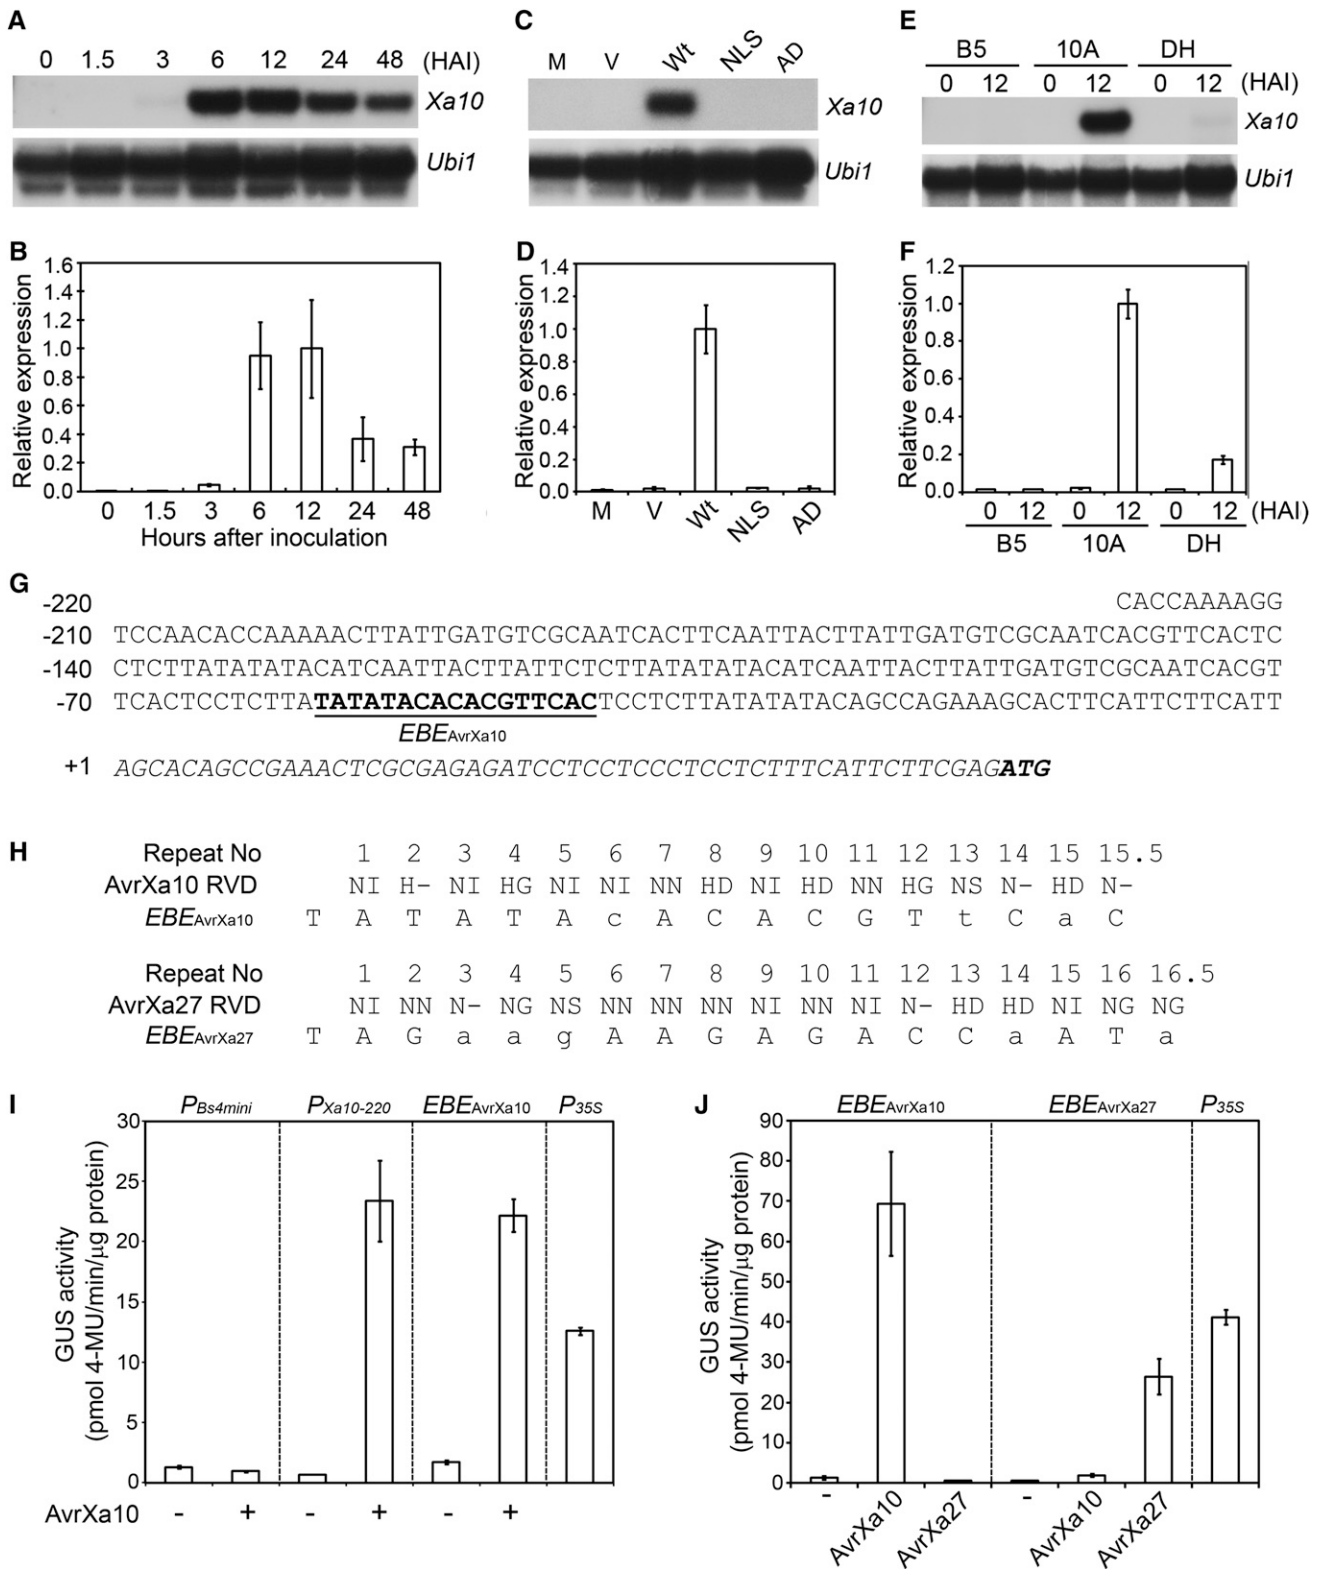 A
0 1.5 3 6 12 24 48 (HAI)
Xa10
Ubi1
B
Relative expression
1.6
1.4
1.2
1.0
0.8
0.6
0.4
0.2
0.0
0 1.5 3 6 12 24 48
Hours after inoculation
C
M V Wt NLS AD
Xa10
Ubi1
D
Relative expression
1.4
1.2
1.0
0.8
0.6
0.4
0.2
0.0
M V Wt NLS AD
E
B5 10A DH
0 12 0 12 0 12 (HAI)
Xa10
Ubi1
F
Relative expression
1.2
1.0
0.8
0.6
0.4
0.2
0.0
0 12 0 12 0 12 (HAI)
B5 10A DH
G
-220 CACCAAAAGG
-210 TCCAACACCAAAAACTTATTGATGTCGCAATCACTTCAATTACTTATTGATGTCGCAATCACGTTCACTC
-140 CTCTTATATATACATCAATTACTTATTCTCTTATATATACATCAATTACTTATTGATGTCGCAATCACGT
-70 TCACTCCTCTTATATATACACACGTTCACTCCTCTTATATATACAGCCAGAAAGCACTTCATTCTTCATT
EBEAvrXa10
+1 AGCACAGCCGAAACTCGCGAGAGATCCTCCTCCCTCCTCTTTCATTCTTCGAGATG
H
Repeat No 1 2 3 4 5 6 7 8 9 10 11 12 13 14 15 15.5
AvrXa10 RVD NI H- NI HG NI NI NN HD NI HD NN HG NS N- HD N-
EBEAvrXa10 T A T A T A c A C A C G T t C a C
Repeat No 1 2 3 4 5 6 7 8 9 10 11 12 13 14 15 16 16.5
AvrXa27 RVD NI NN N- NG NS NN NN NN NI NN NI N- HD HD NI NG NG
EBEAvrXa27 T A G a a g A A G A G A C C a A T a
I
PBs4mini PXa10-220 EBEAvrXa10 P35S
GUS activity
(pmol 4-MU/min/µg protein)
30
25
20
15
10
5
0
AvrXa10 - + - + - +
J
EBEAvrXa10 EBEAvrXa27 P35S
GUS activity
(pmol 4-MU/min/µg protein)
90
80
70
60
50
40
30
20
10
0
- AvrXa10 AvrXa27 - AvrXa10 AvrXa27